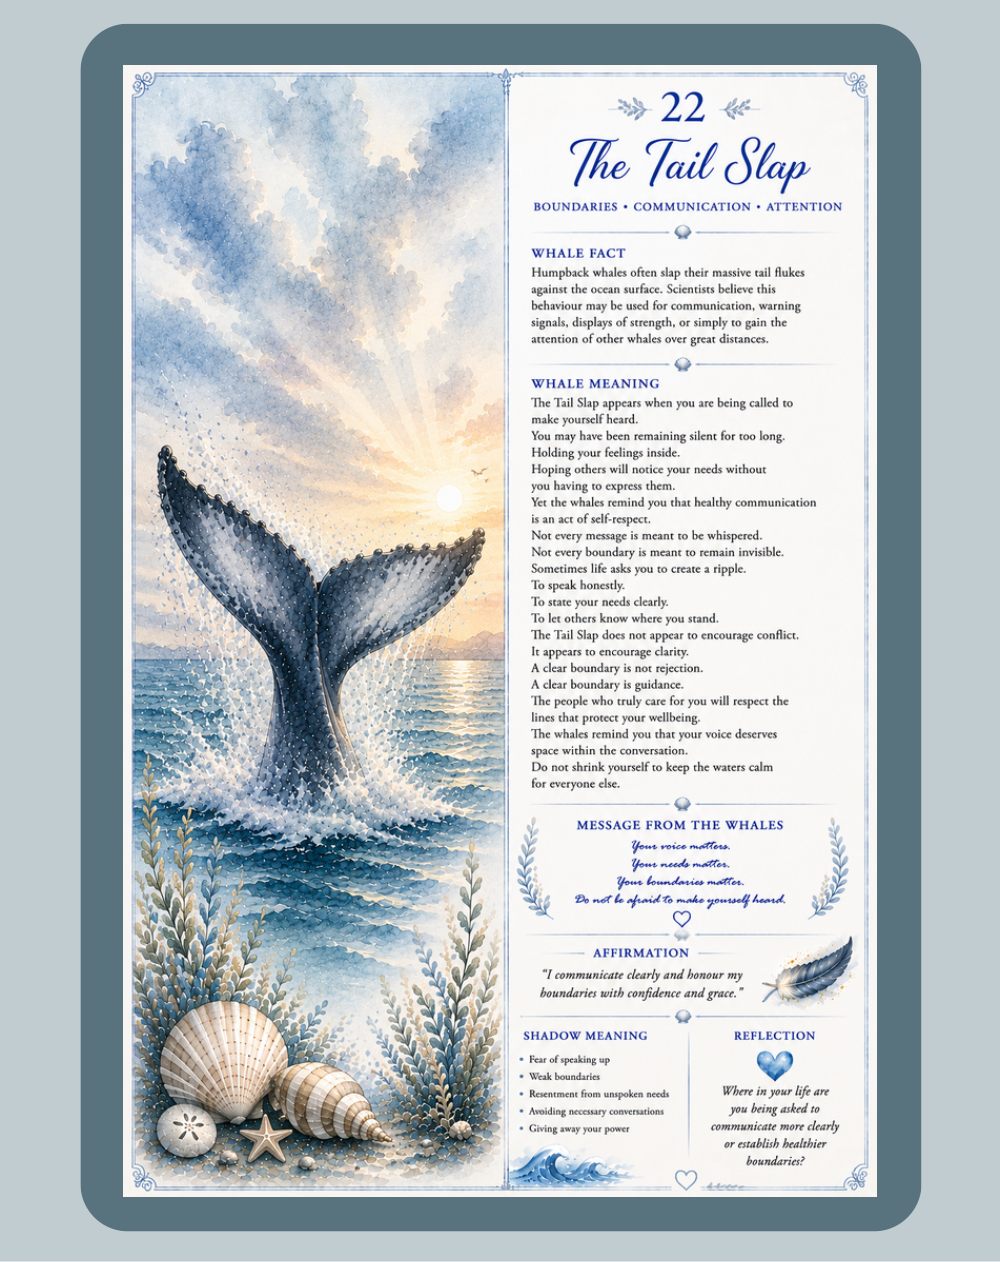 22
The Tail Slap
BOUNDARIES • COMMUNICATION • ATTENTION
WHALE FACT
Humpback whales often slap their massive tail flukes
against the ocean surface. Scientists believe this
behaviour may be used for communication, warning
signals, displays of strength, or simply to gain the
attention of other whales over great distances.
WHALE MEANING
The Tail Slap appears when you are being called to
make yourself heard.
You may have been remaining silent for too long.
Holding your feelings inside.
Hoping others will notice your needs without
you having to express them.
Yet the whales remind you that healthy communication
is an act of self-respect.
Not every message is meant to be whispered.
Not every boundary is meant to remain invisible.
Sometimes life asks you to create a ripple.
To speak honestly.
To state your needs clearly.
To let others know where you stand.
The Tail Slap does not appear to encourage conflict.
It appears to encourage clarity.
A clear boundary is not rejection.
A clear boundary is guidance.
The people who truly care for you will respect the
lines that protect your wellbeing.
The whales remind you that your voice deserves
space within the conversation.
Do not shrink yourself to keep the waters calm
for everyone else.
MESSAGE FROM THE WHALES
Your voice matters.
Your needs matter.
Your boundaries matter.
Do not be afraid to make yourself heard.
AFFIRMATION
“I communicate clearly and honour my
boundaries with confidence and grace.”
SHADOW MEANING
• Fear of speaking up
• Weak boundaries
• Resentment from unspoken needs
• Avoiding necessary conversations
• Giving away your power
REFLECTION
Where in your life are
you being asked to
communicate more clearly
or establish healthier
boundaries?